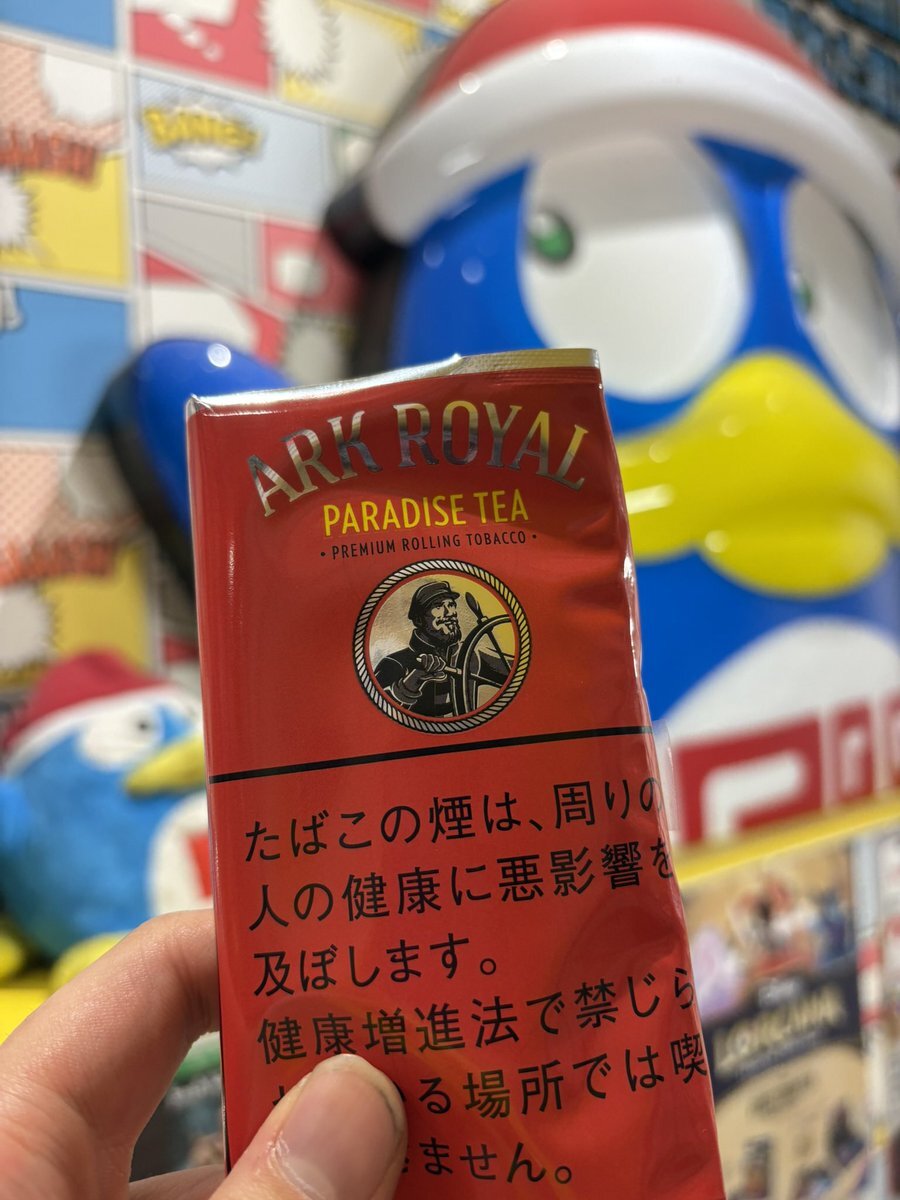 BANG!
ARK ROYAL
PARADISE TEA
• PREMIUM ROLLING TOBACCO •
たばこの煙は、周りの
人の健康に悪影響を
及ぼします。
健康増進法で禁じら
る場所では喫
ません。